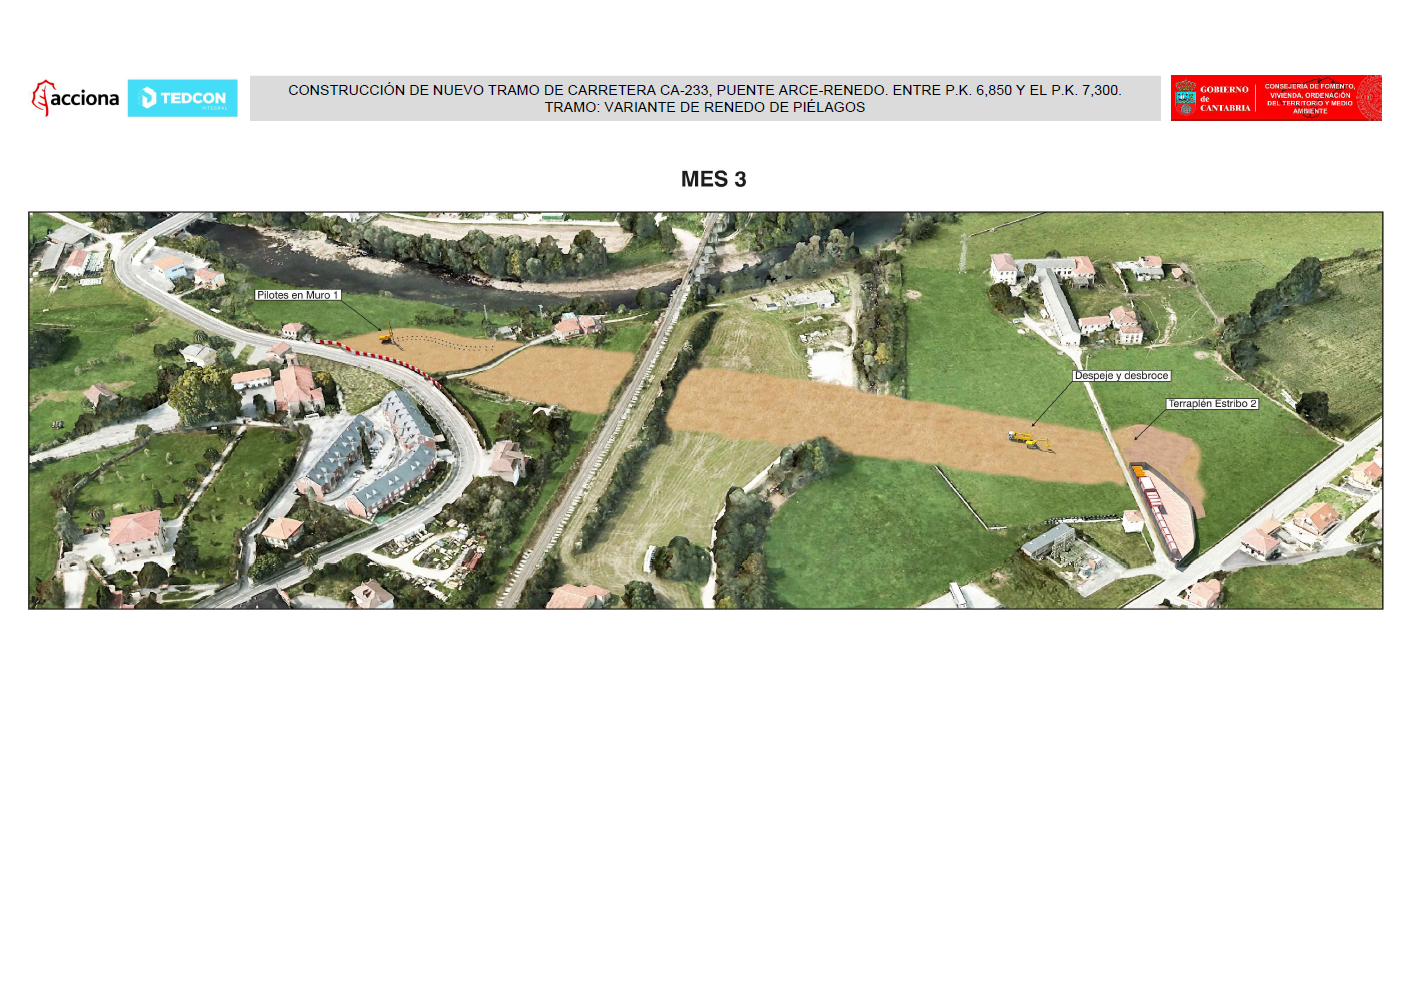 acciona
TEDCON
INTEGRAL
CONSTRUCCIÓN DE NUEVO TRAMO DE CARRETERA CA-233, PUENTE ARCE-RENEDO. ENTRE P.K. 6,850 Y EL P.K. 7,300.
TRAMO: VARIANTE DE RENEDO DE PIÉLAGOS
GOBIERNO
de
CANTABRIA
CONSEJERÍA DE FOMENTO,
VIVIENDA, ORDENACIÓN
DEL TERRITORIO Y MEDIO
AMBIENTE
MES 3
Pilotes en Muro 1
Despeje y desbroce
Terraplén Estribo 2